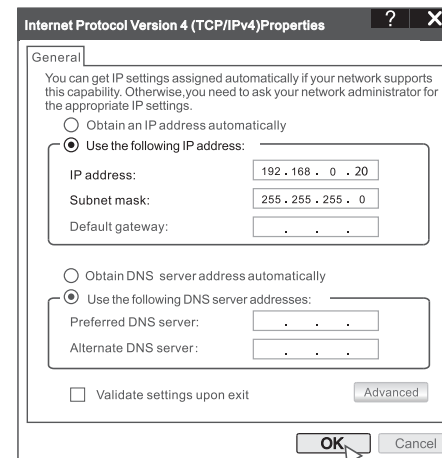 Internet Protocol Version 4 (TCP/IPv4)Properties ? X
General
You can get IP settings assigned automatically if your network supports
this capability. Otherwise,you need to ask your network administrator for
the appropriate IP settings.
Obtain an IP address automatically
Use the following IP address:
IP address: 192 . 168 . 0 . 20
Subnet mask: 255 . 255 . 255 . 0
Default gateway: . . .
Obtain DNS server address automatically
Use the following DNS server addresses:
Preferred DNS server: . . .
Alternate DNS server: . . .
Validate settings upon exit Advanced
OK Cancel